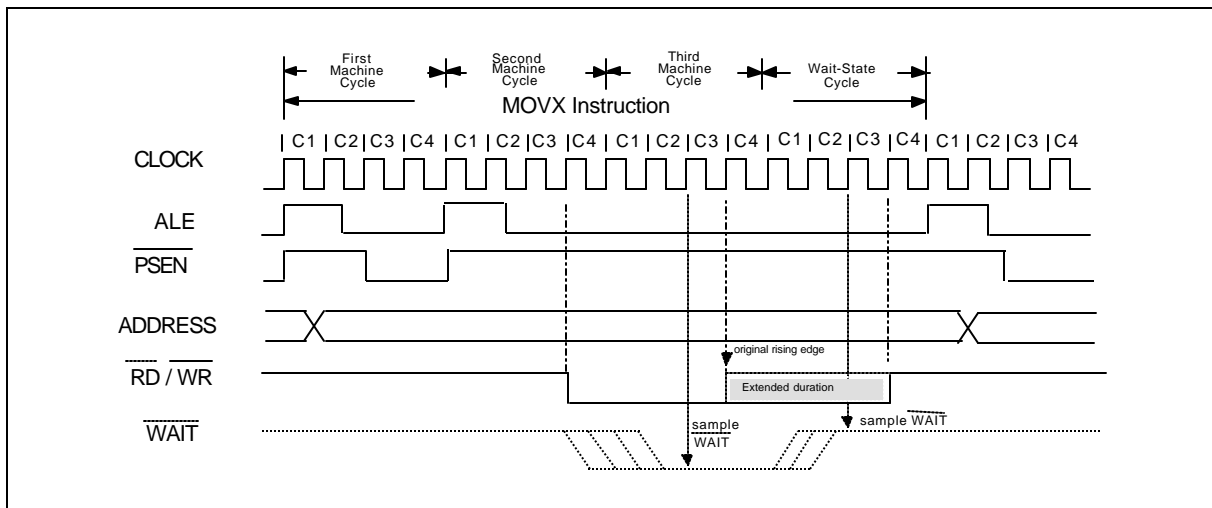 First Machine Cycle
Second Machine Cycle
Third Machine Cycle
Wait-State Cycle
MOVX Instruction
CLOCK
C1 C2 C3 C4 C1 C2 C3 C4 C1 C2 C3 C4 C1 C2 C3 C4 C1 C2 C3 C4
ALE
PSEN
ADDRESS
original rising edge
RD / WR
Extended duration
WAIT
sample WAIT
sample WAIT